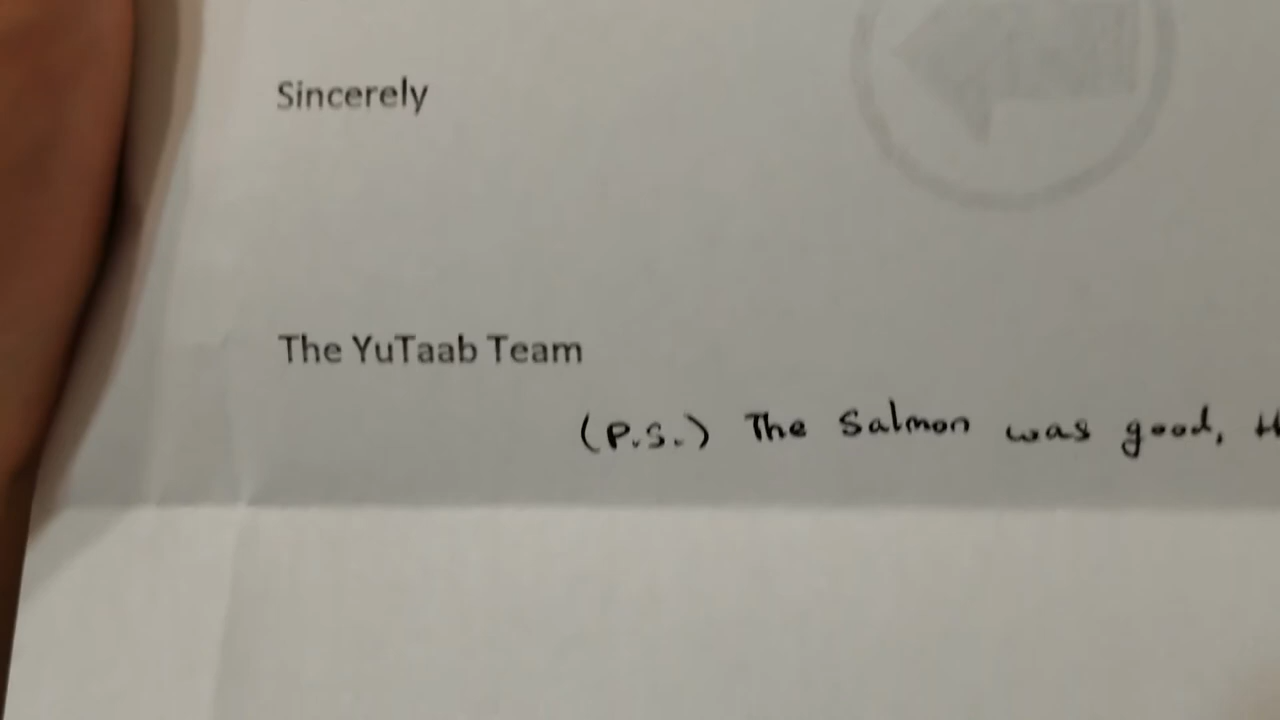 Sincerely
The YuTaab Team
(P.S.) The Salmon was good,